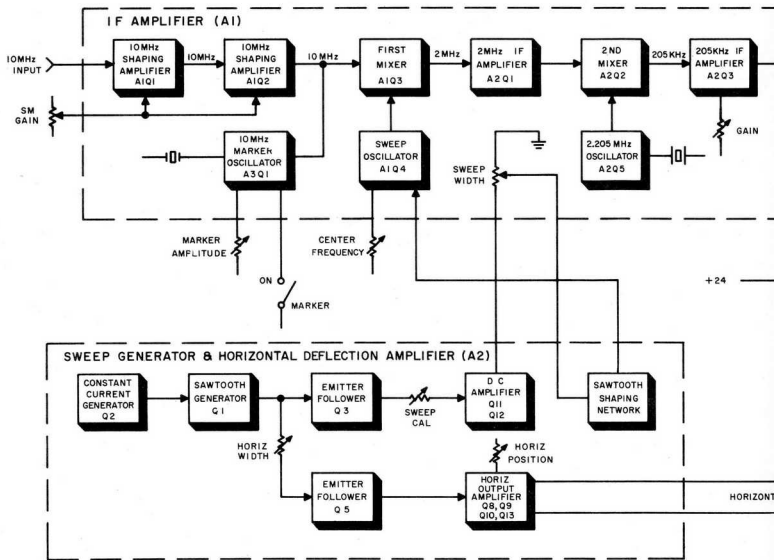 IF AMPLIFIER (A1)
10MHz
INPUT
10MHz
SHAPING
AMPLIFIER
A1Q1
10MHz
10MHz
SHAPING
AMPLIFIER
A1Q2
10MHz
FIRST
MIXER
A1Q3
2MHz
2MHz IF
AMPLIFIER
A2Q1
2ND
MIXER
A2Q2
205KHz
205KHz IF
AMPLIFIER
A2Q3
SM
GAIN
10MHz
MARKER
OSCILLATOR
A3Q1
SWEEP
OSCILLATOR
A1Q4
SWEEP
WIDTH
2.205 MHz
OSCILLATOR
A2Q5
GAIN
MARKER
AMPLITUDE
CENTER
FREQUENCY
ON
MARKER
+24
SWEEP GENERATOR & HORIZONTAL DEFLECTION AMPLIFIER (A2)
CONSTANT
CURRENT
GENERATOR
Q2
SAWTOOTH
GENERATOR
Q1
EMITTER
FOLLOWER
Q3
SWEEP
CAL
DC
AMPLIFIER
Q11
Q12
SAWTOOTH
SHAPING
NETWORK
HORIZ
WIDTH
HORIZ
POSITION
EMITTER
FOLLOWER
Q5
HORIZ
OUTPUT
AMPLIFIER
Q8,Q9
Q10,Q13
HORIZONT